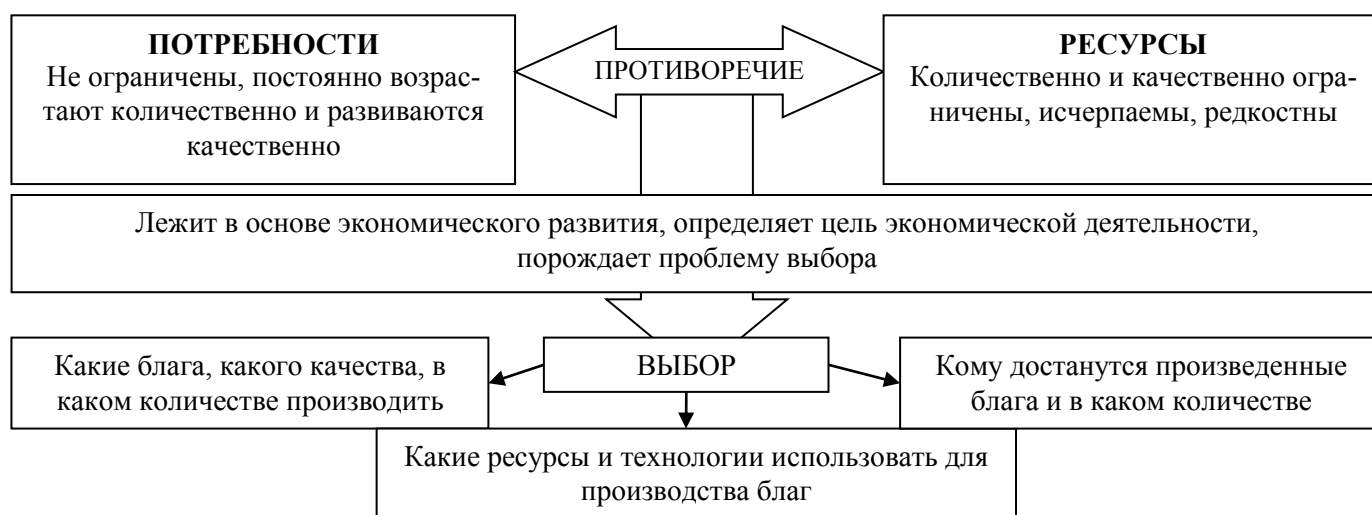 ПОТРЕБНОСТИ
Не ограничены, постоянно возрас-
тают количественно и развиваются
качественно
ПРОТИВОРЕЧИЕ
РЕСУРСЫ
Количественно и качественно огра-
ничены, исчерпаемы, редкостны
Лежит в основе экономического развития, определяет цель экономической деятельности,
порождает проблему выбора
Какие блага, какого качества, в
каком количестве производить
ВЫБОР
Кому достанутся произведенные
блага и в каком количестве
Какие ресурсы и технологии использовать для
производства благ